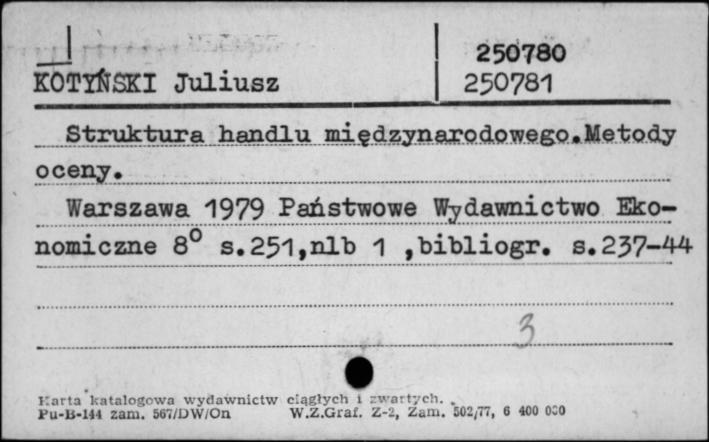 250780
KOTYŃSKI Juliusz 250781
Struktura handlu międzynarodowego.Metody
oceny.
Warszawa 1979 Państwowe Wydawnictwo Eko-
nomiczne 8° s.251,nlb 1 ,bibliogr. s.237-44
3
Karta katalogowa wydawnictw ciągłych i zwartych.
Pu-B-144 zam. 567/DW/On W.Z.Graf. Z-2, Zam. 502/77, 6 400 000